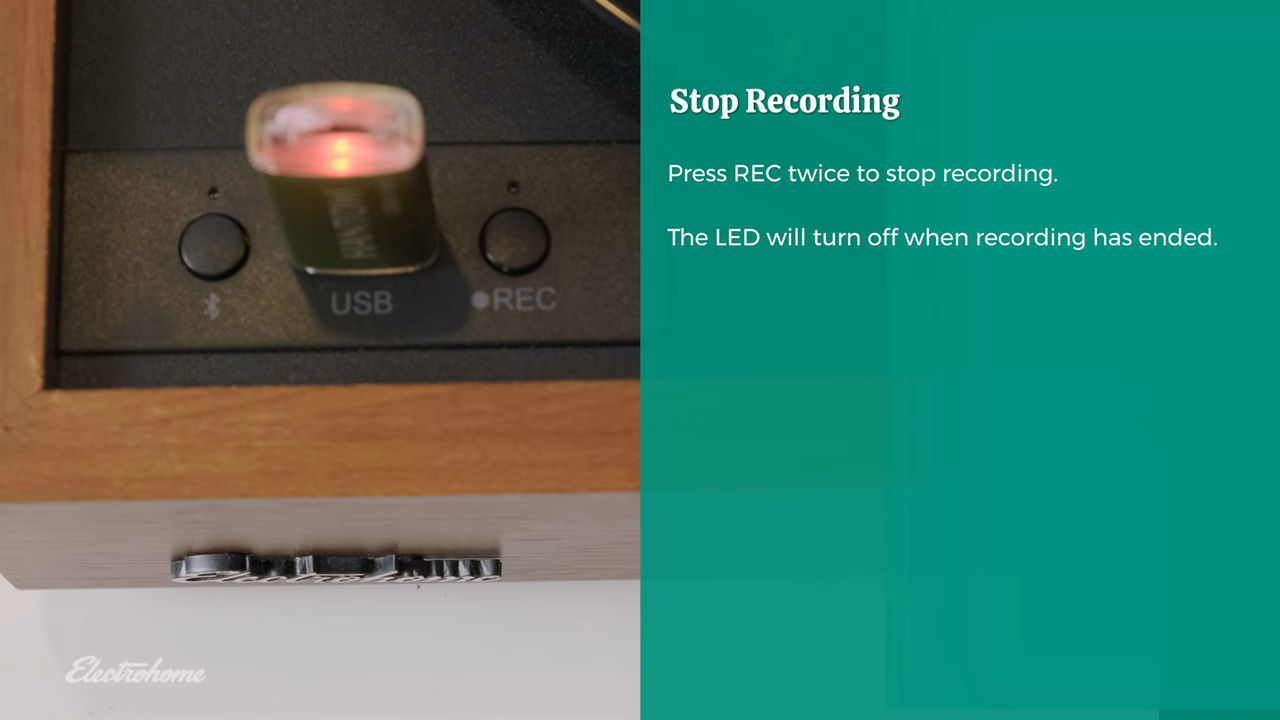 Stop Recording
Press REC twice to stop recording.
The LED will turn off when recording has ended.
USB
●REC
Electrohome
Electrohome